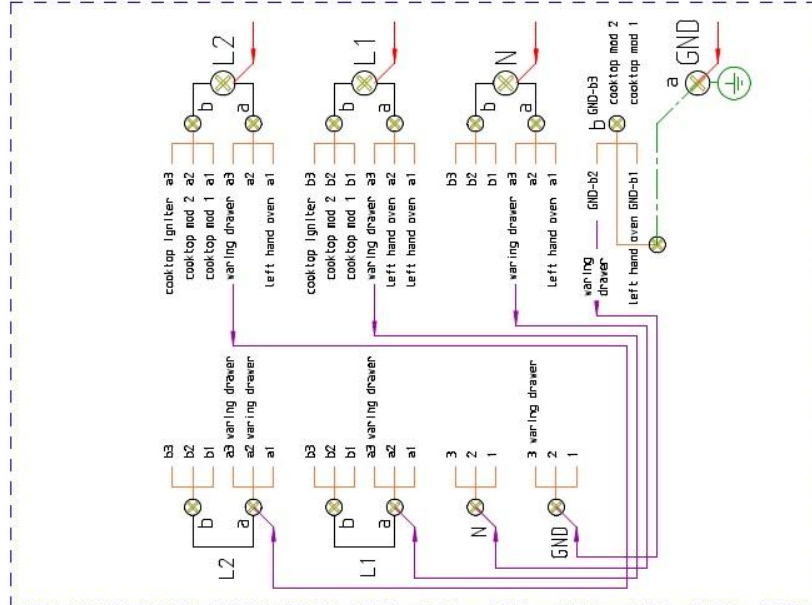 L2
b
a
cooktop igniter a3
cooktop mod 2 a2
cooktop mod 1 a1
waring drawer a3
a2
left hand oven a1
L1
b
a
cooktop igniter b3
cooktop mod 2 b2
cooktop mod 1 b1
waring drawer a3
left hand oven a2
left hand oven a1
N
b
a
b3
b2
b1
waring drawer a3
a2
left hand oven a1
GND
a
b
GND-b3
cooktop mod 2
cooktop mod 1
GND-b2
waring
drawer
left hand oven GND-b1
b3
b2
b1
a3 waring drawer
a2 waring drawer
a1
b
a
L2
b3
b2
b1
a3 waring drawer
a2
a1
b
a
L1
3
2
1
N
3 waring drawer
2
1
GND